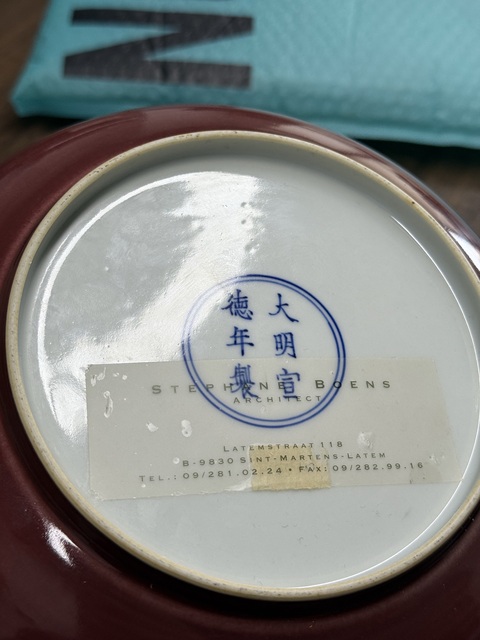 大明宣
德年製
STEPHANE BOENS
ARCHITECT
LATEMSTRAAT 118
B-9830 SINT-MARTENS-LATEM
TEL.: 09/281.02.24 • FAX: 09/282.99.16